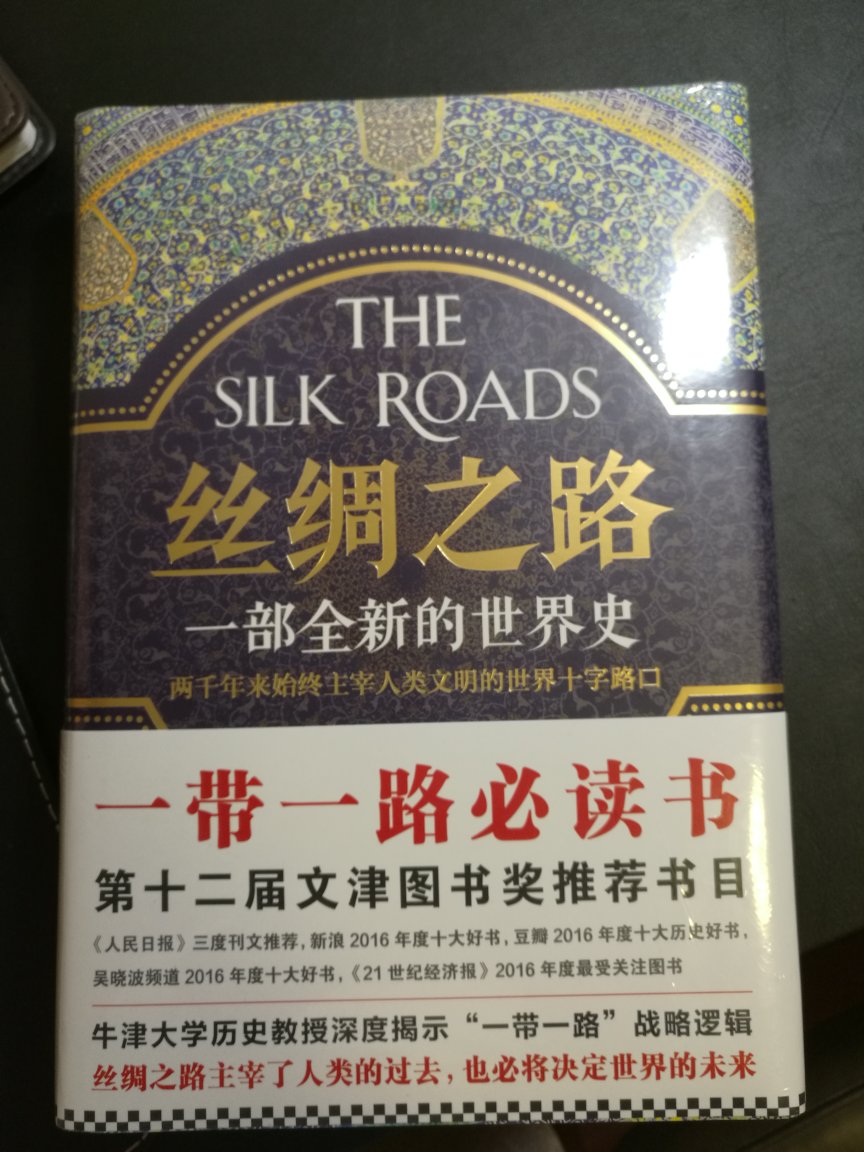 THE
SILK ROADS
丝绸之路
一部全新的世界史
两千年来始终主宰人类文明的世界十字路口
一带一路必读书
第十二届文津图书奖推荐书目
《人民日报》三度刊文推荐，新浪 2016 年度十大好书，豆瓣 2016 年度十大历史好书，
吴晓波频道 2016 年度十大好书，《21 世纪经济报》2016 年度最受关注图书
牛津大学历史教授深度揭示“一带一路”战略逻辑
丝绸之路主宰了人类的过去，也必将决定世界的未来